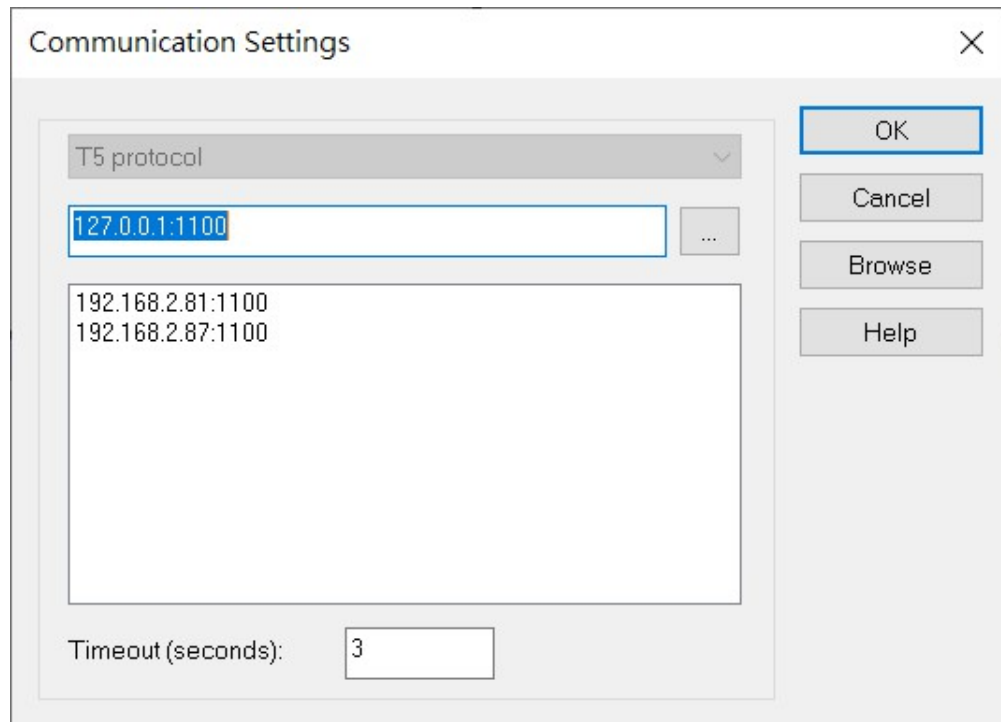 Communication Settings
T5 protocol
127.0.0.1:1100
...
192.168.2.81:1100
192.168.2.87:1100
Timeout (seconds):
3
OK
Cancel
Browse
Help